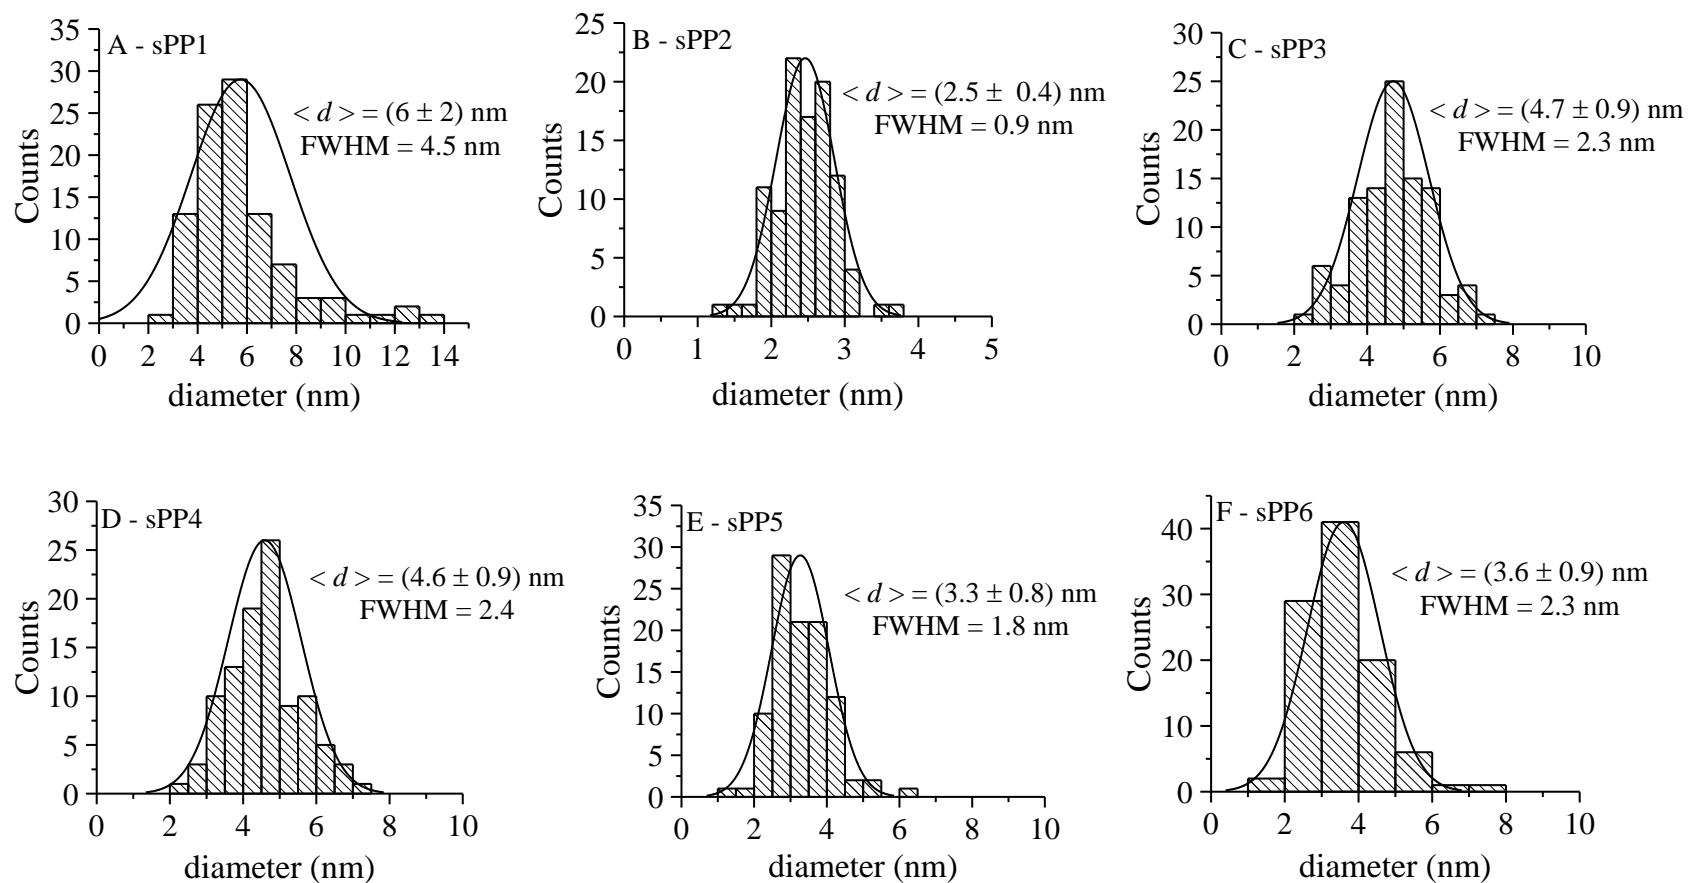 A - sPP1
< d > = (6 ± 2) nm
FWHM = 4.5 nm
Counts
35
30
25
20
15
10
5
0
0 2 4 6 8 10 12 14
diameter (nm)
B - sPP2
< d > = (2.5 ±  0.4) nm
FWHM = 0.9 nm
Counts
25
20
15
10
5
0
0 1 2 3 4 5
diameter (nm)
C - sPP3
< d > = (4.7 ± 0.9) nm
FWHM = 2.3 nm
Counts
30
25
20
15
10
5
0
0 2 4 6 8 10
diameter (nm)
D - sPP4
< d > = (4.6 ± 0.9) nm
FWHM = 2.4
Counts
30
25
20
15
10
5
0
0 2 4 6 8 10
diameter (nm)
E - sPP5
< d > = (3.3 ± 0.8) nm
FWHM = 1.8 nm
Counts
35
30
25
20
15
10
5
0
0 2 4 6 8 10
diameter (nm)
F - sPP6
< d > = (3.6 ± 0.9) nm
FWHM = 2.3 nm
Counts
40
30
20
10
0
0 2 4 6 8 10
diameter (nm)